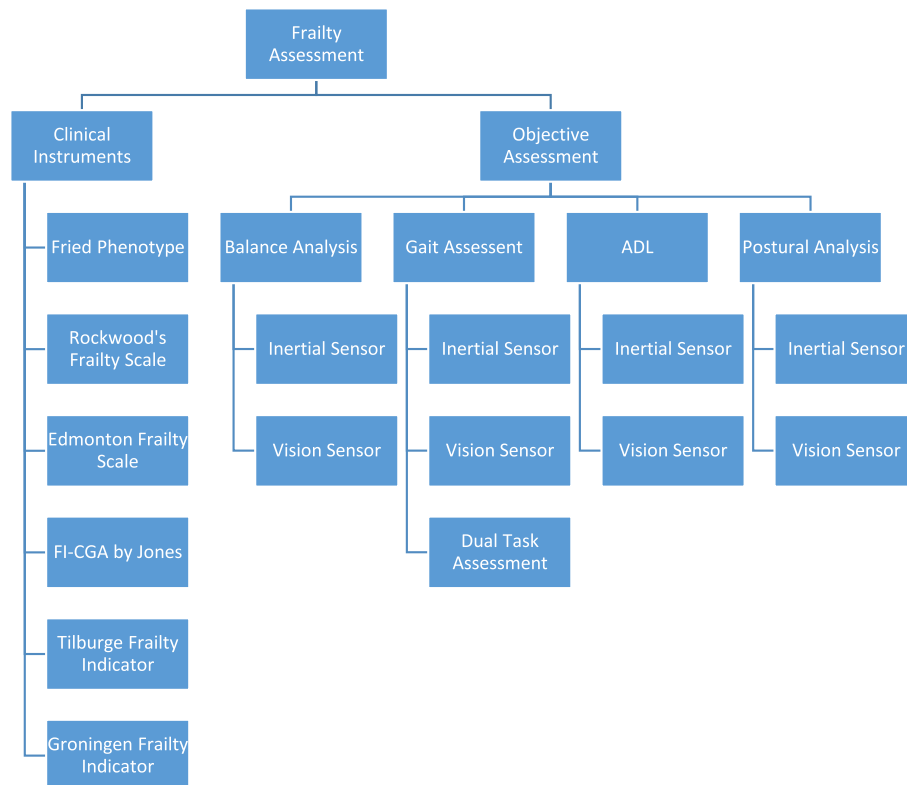 Frailty
Assessment
Clinical
Instruments
Objective
Assessment
Fried Phenotype
Balance Analysis
Gait Assessent
ADL
Postural Analysis
Rockwood's
Frailty Scale
Inertial Sensor
Inertial Sensor
Inertial Sensor
Inertial Sensor
Edmonton Frailty
Scale
Vision Sensor
Vision Sensor
Vision Sensor
Vision Sensor
FI-CGA by Jones
Dual Task
Assessment
Tilburge Frailty
Indicator
Groningen Frailty
Indicator